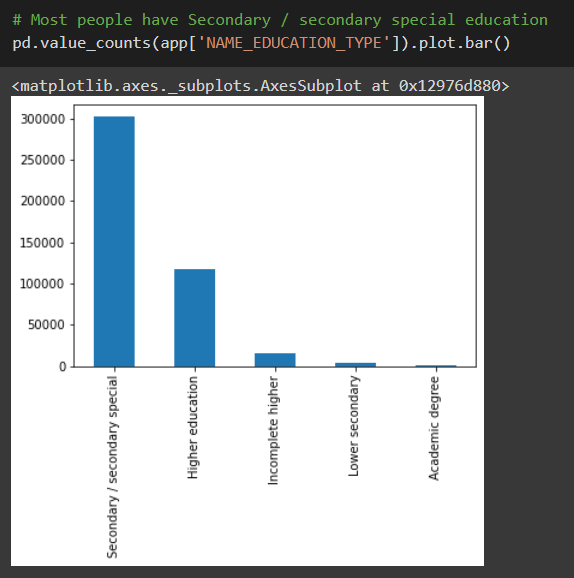 # Most people have Secondary / secondary special education
pd.value_counts(app['NAME_EDUCATION_TYPE']).plot.bar()
<matplotlib.axes._subplots.AxesSubplot at 0x12976d880>
300000
250000
200000
150000
100000
50000
0
Secondary / secondary special
Higher education
Incomplete higher
Lower secondary
Academic degree